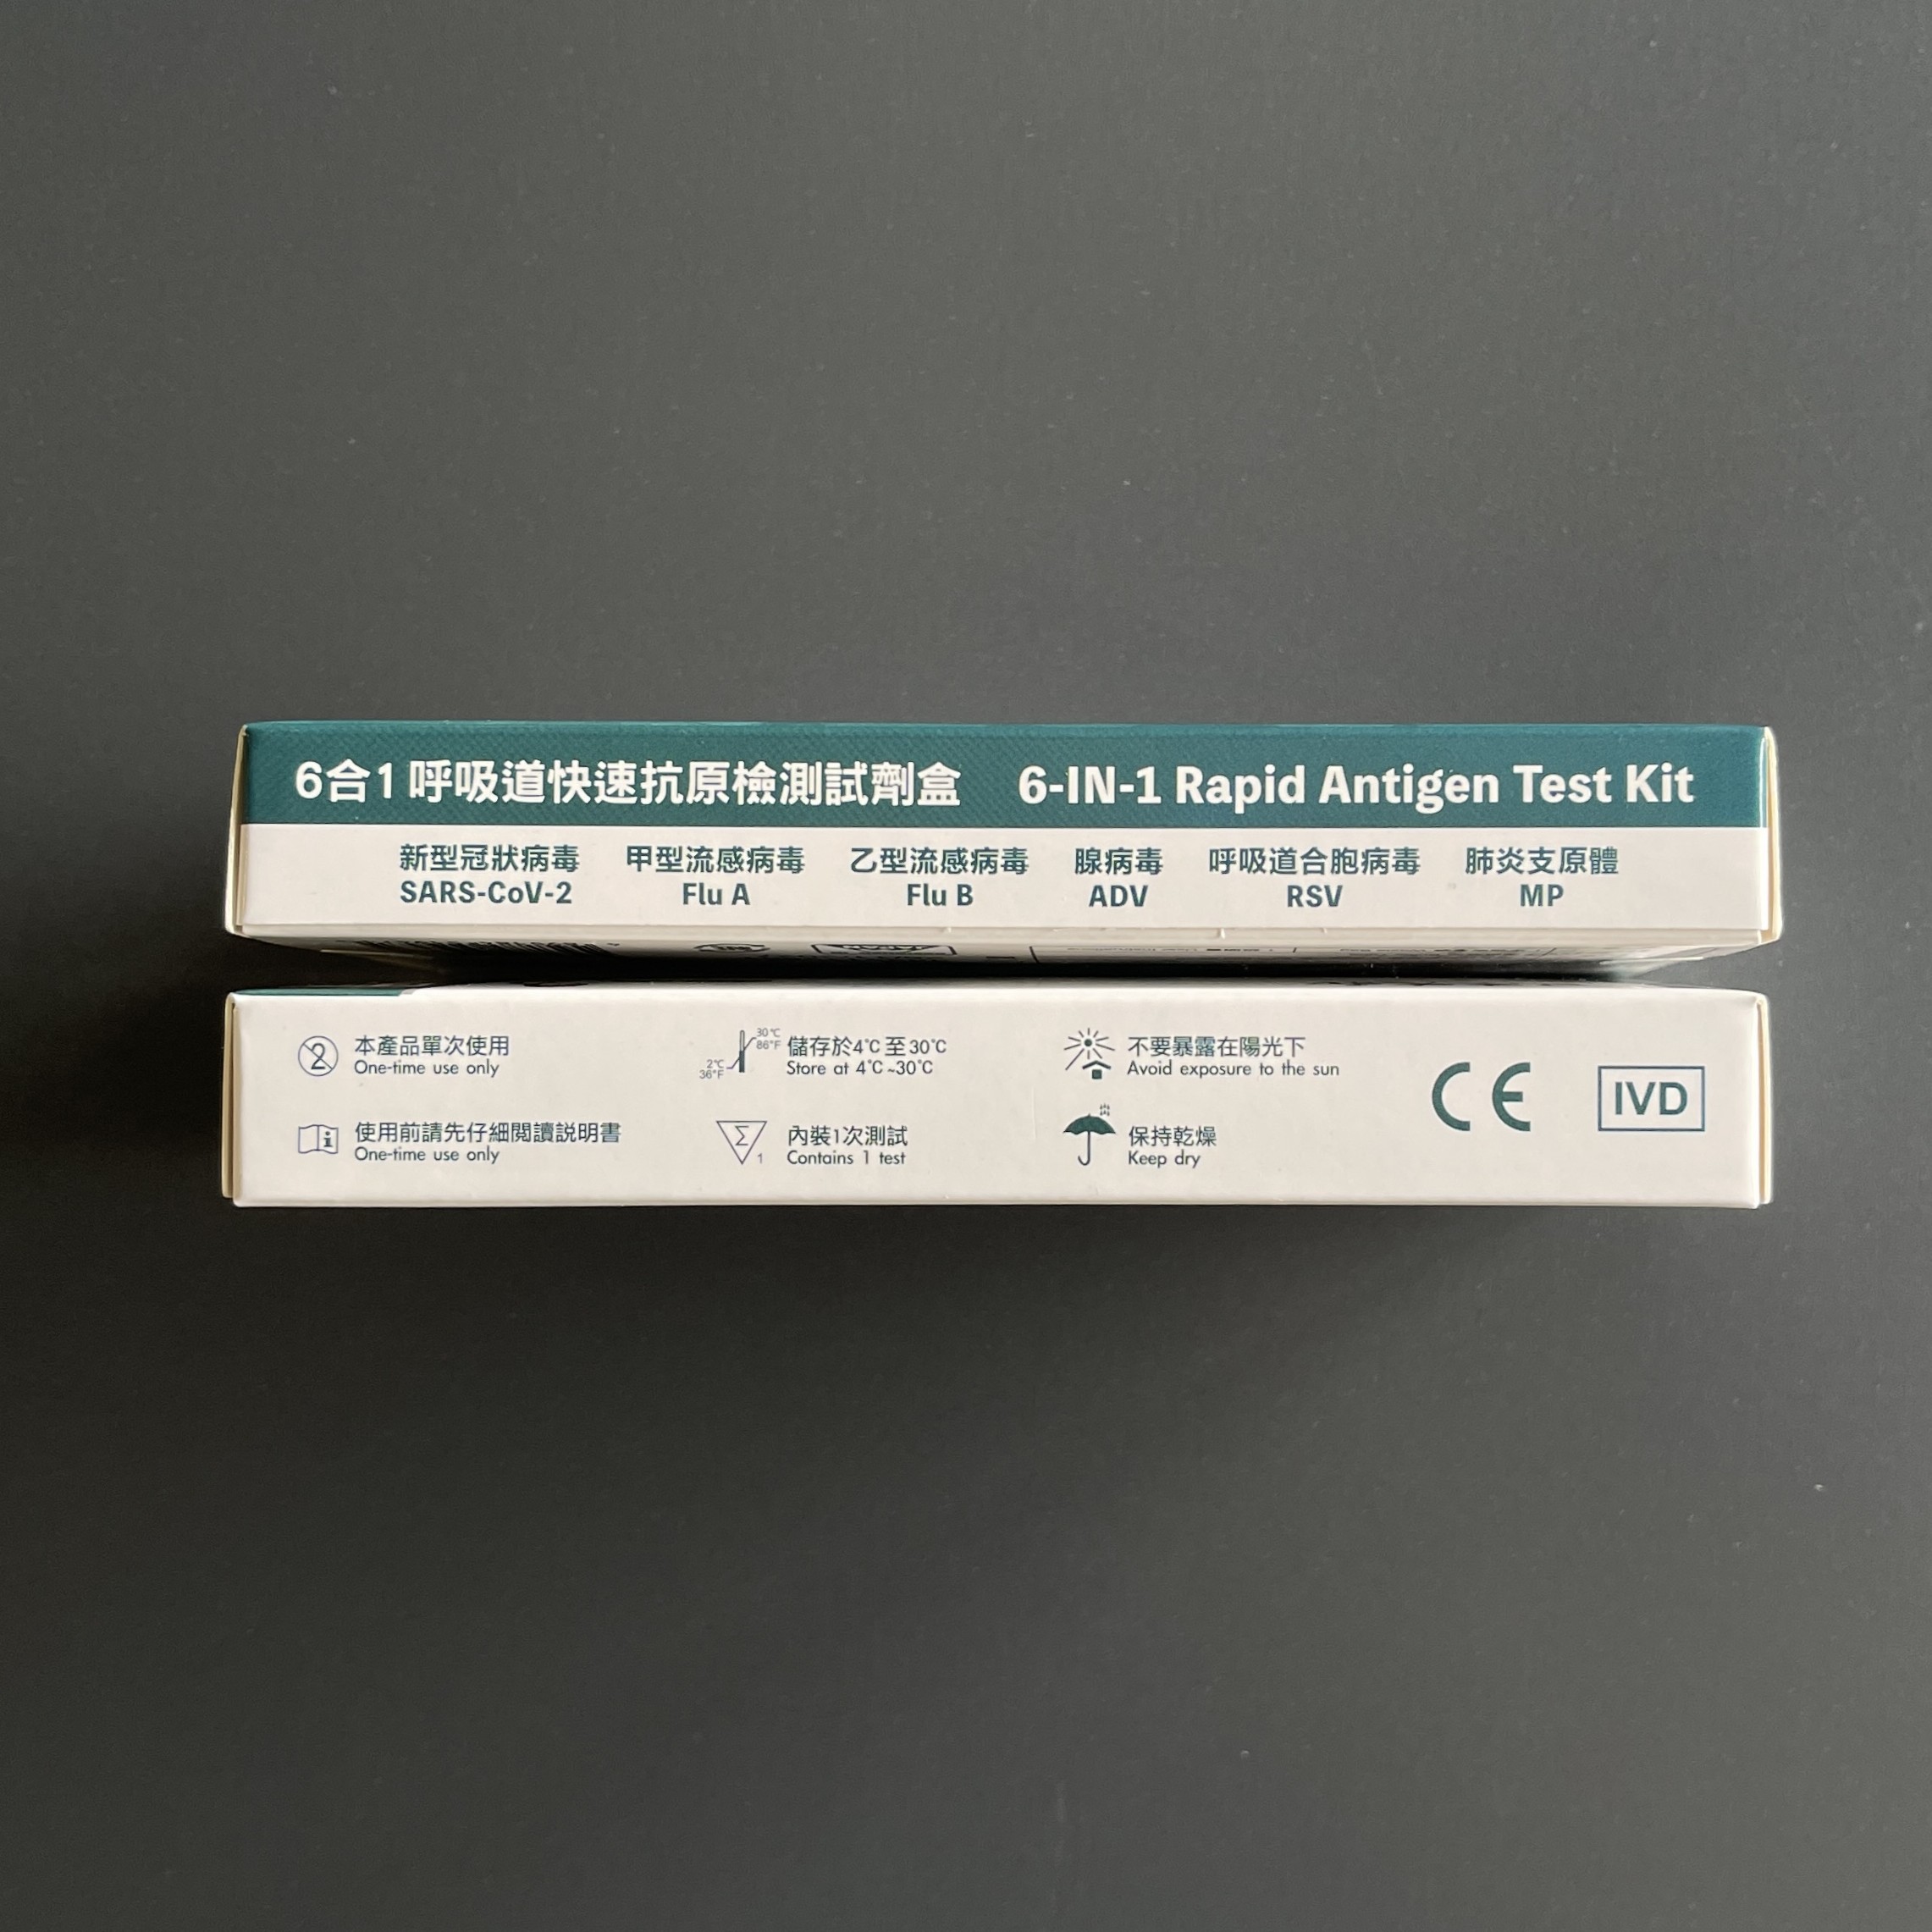 6合1呼吸道快速抗原檢測試劑盒 6-IN-1 Rapid Antigen Test Kit
新型冠狀病毒 甲型流感病毒 乙型流感病毒 腺病毒 呼吸道合胞病毒 肺炎支原體
SARS-CoV-2 Flu A Flu B ADV RSV MP
2 本產品單次使用
One-time use only
30℃
86°F
2℃
36°F
儲存於4℃至30℃
Store at 4℃~30℃
不要暴露在陽光下
Avoid exposure to the sun
CE IVD
i 使用前請先仔細閱讀説明書
One-time use only
Σ 1 內裝1次測試
Contains 1 test
保持乾燥
Keep dry